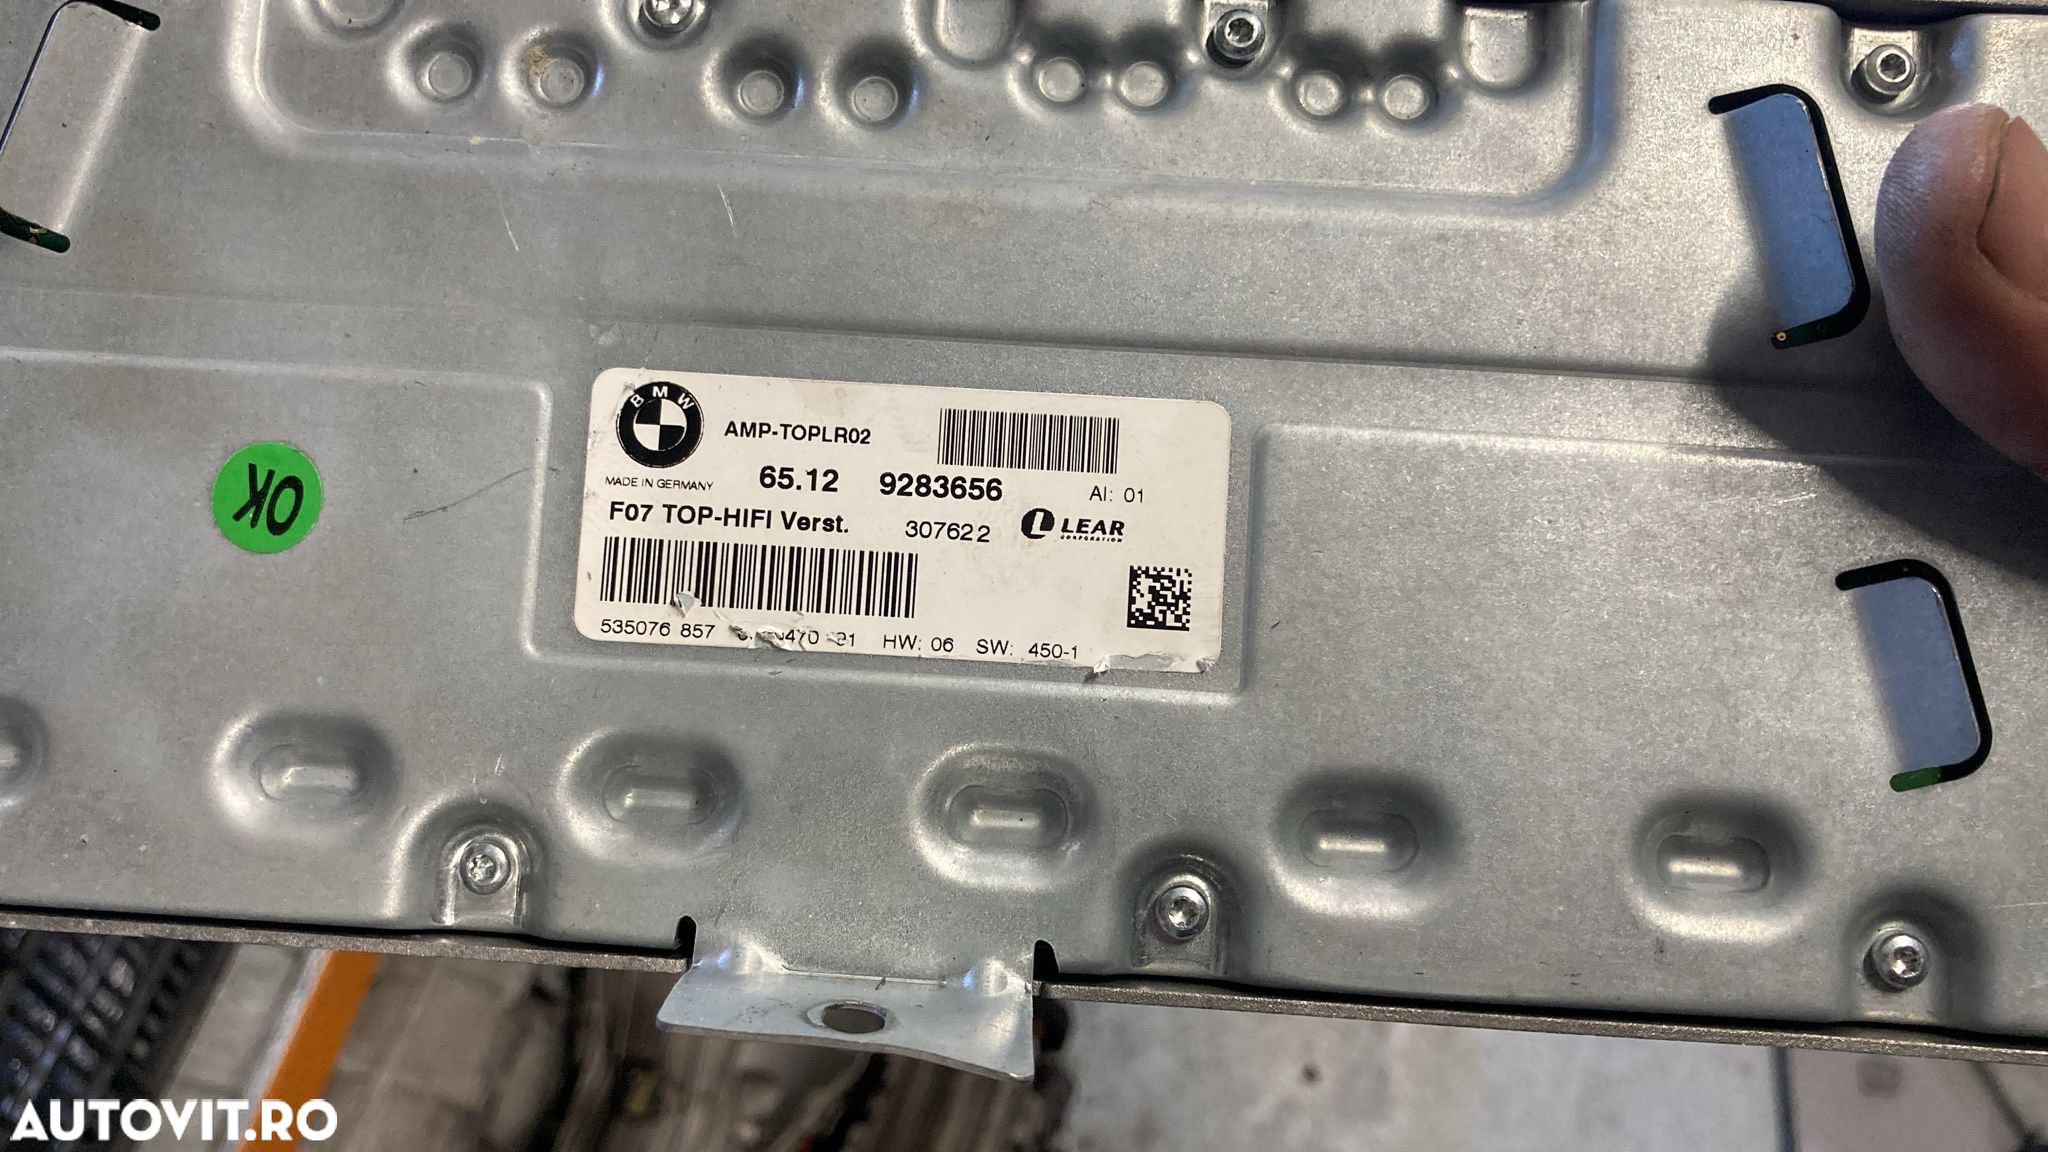 BMW
AMP-TOPLR02
MADE IN GERMANY
65.12 9283656
AI: 01
F07 TOP-HIFI Verst.
307622
LEAR
CORPORATION
535076 857
HW: 06 SW: 450-1
OK
AUTOVIT.RO